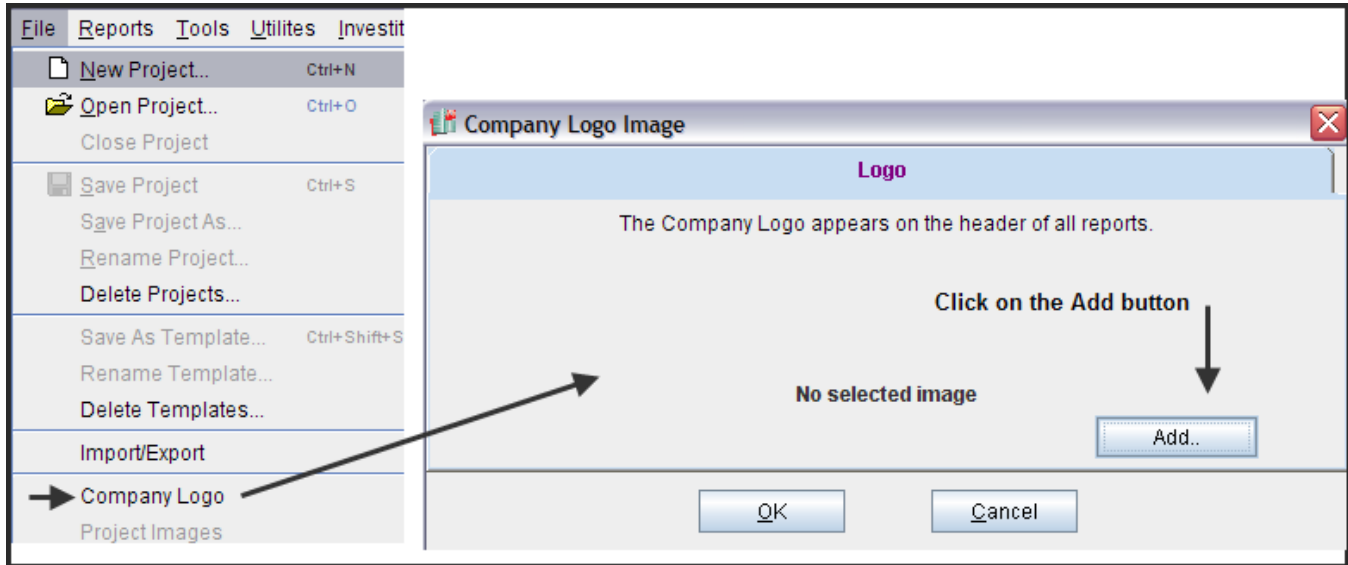 File Reports Tools Utilites Investit
New Project... Ctrl+N
Open Project... Ctrl+O
Close Project
Save Project Ctrl+S
Save Project As...
Rename Project...
Delete Projects...
Save As Template... Ctrl+Shift+S
Rename Template...
Delete Templates...
Import/Export
Company Logo
Project Images
Company Logo Image
Logo
The Company Logo appears on the header of all reports.
Click on the Add button
No selected image
Add..
OK Cancel